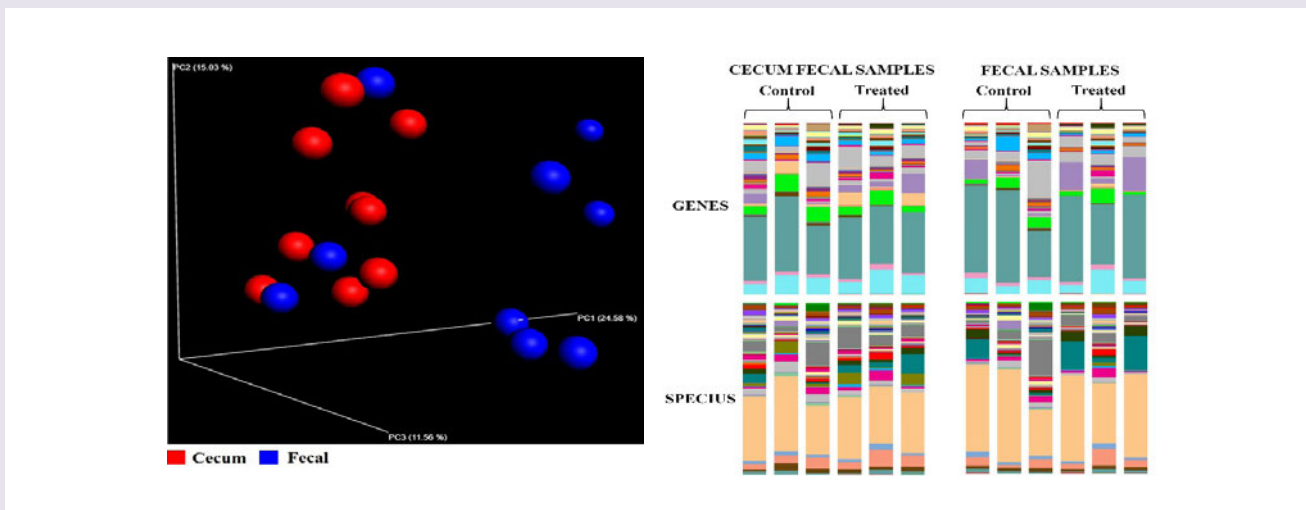 PC2 (15.03 %)
PC1 (24.58 %)
PC3 (11.56 %)
Cecum Fecal
CECUM FECAL SAMPLES
Control Treated
FECAL SAMPLES
Control Treated
GENES
SPECIUS